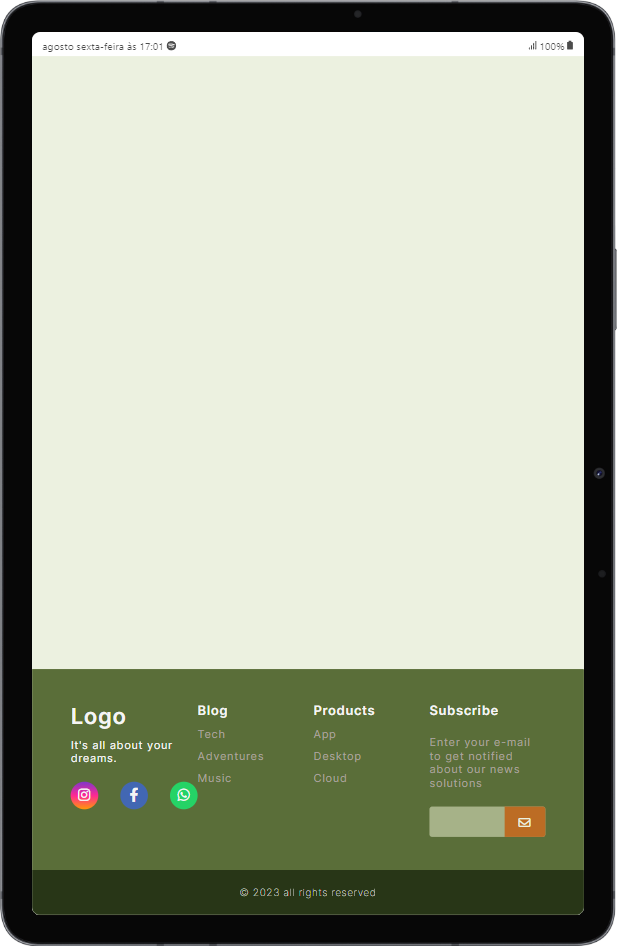 agosto sexta-feira às 17:01
100%
Logo
It's all about your
dreams.
Blog
Tech
Adventures
Music
Products
App
Desktop
Cloud
Subscribe
Enter your e-mail
to get notified
about our news
solutions
© 2023 all rights reserved